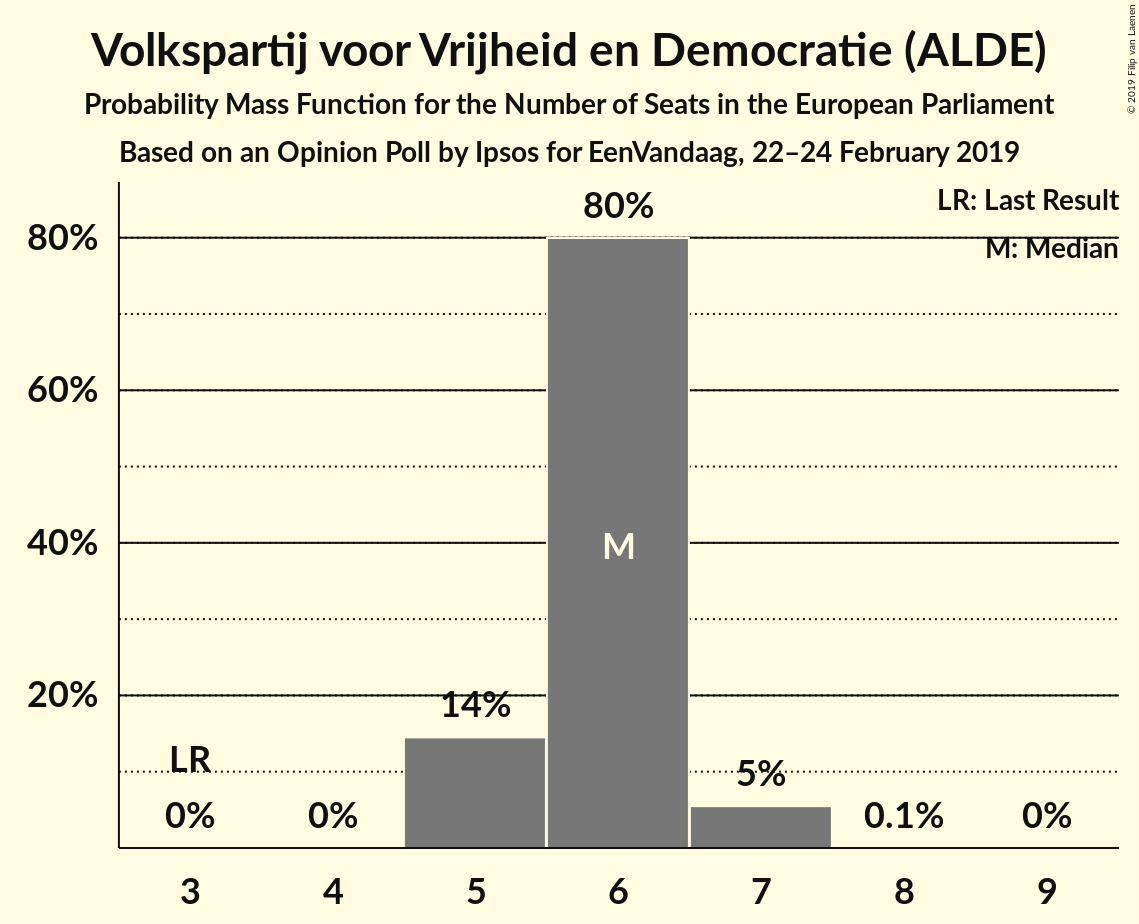 Volkspartij voor Vrijheid en Democratie (ALDE)
Probability Mass Function for the Number of Seats in the European Parliament
Based on an Opinion Poll by Ipsos for EenVandaag, 22–24 February 2019
© 2019 Filip van Laenen
LR: Last Result
M: Median
80%
60%
40%
20%
LR
0%
0%
14%
80%
M
5%
0.1%
0%
3 4 5 6 7 8 9